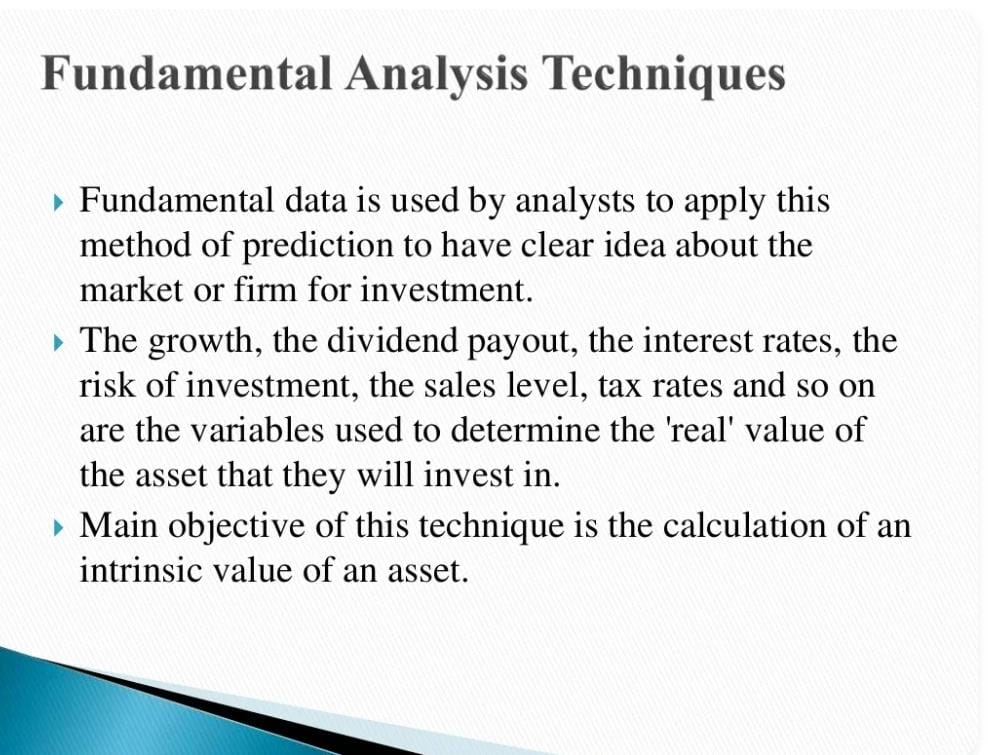 Fundamental Analysis Techniques
Fundamental data is used by analysts to apply this
method of prediction to have clear idea about the
market or firm for investment.
The growth, the dividend payout, the interest rates, the
risk of investment, the sales level, tax rates and so on
are the variables used to determine the 'real' value of
the asset that they will invest in.
Main objective of this technique is the calculation of an
intrinsic value of an asset.